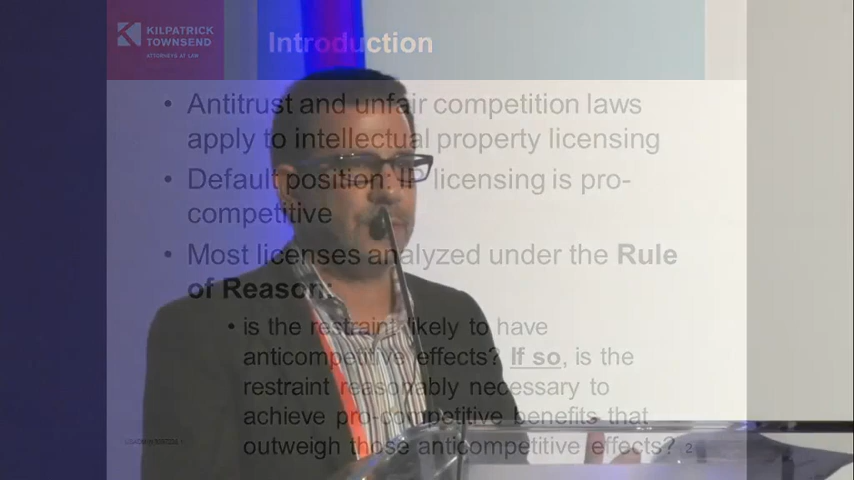 KILPATRICK
TOWNSEND
ATTORNEYS AT LAW
Introduction
• Antitrust and unfair competition laws
apply to intellectual property licensing
• Default position: IP licensing is pro-
competitive
• Most licenses analyzed under the Rule
of Reason:
• is the restraint likely to have
anticompetitive effects? If so, is the
restraint reasonably necessary to
achieve pro-competitive benefits that
outweigh those anticompetitive effects?
2